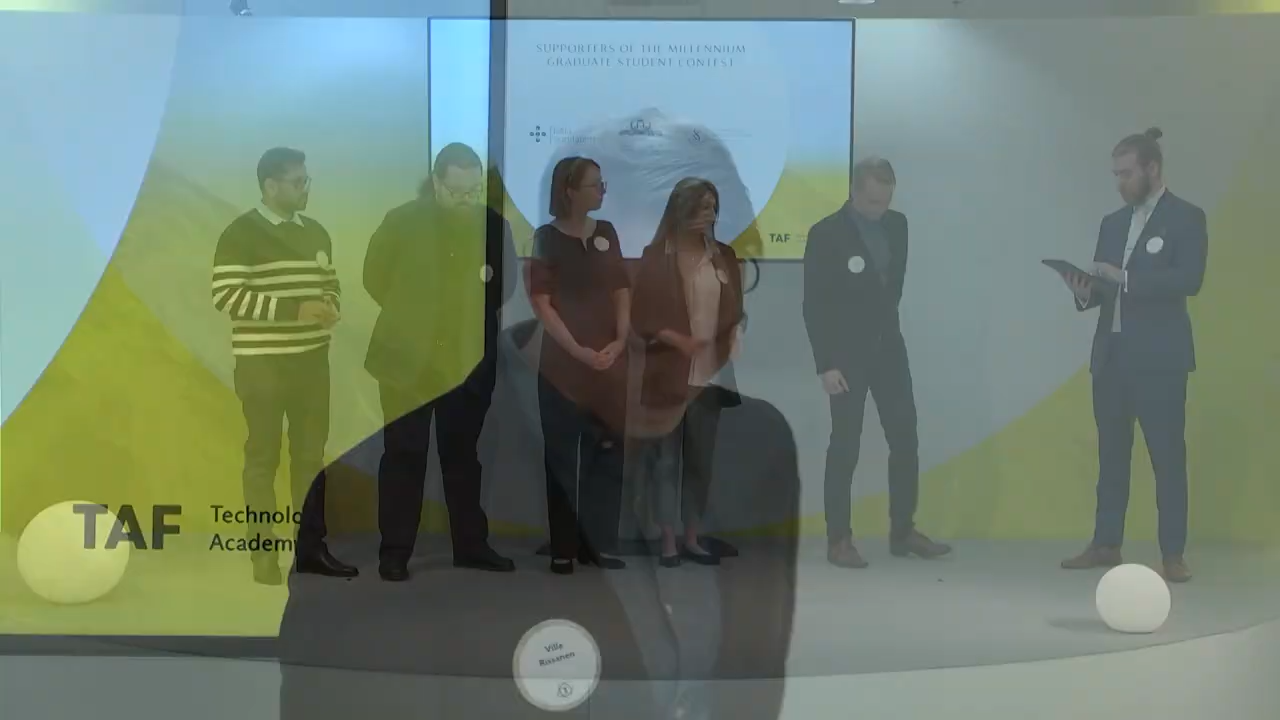 SUPPORTERS OF THE MILLENNIUM
GRADUATE STUDENT CONTEST
TAF
TAF
Technolo
Academ
Ville
Rissanen